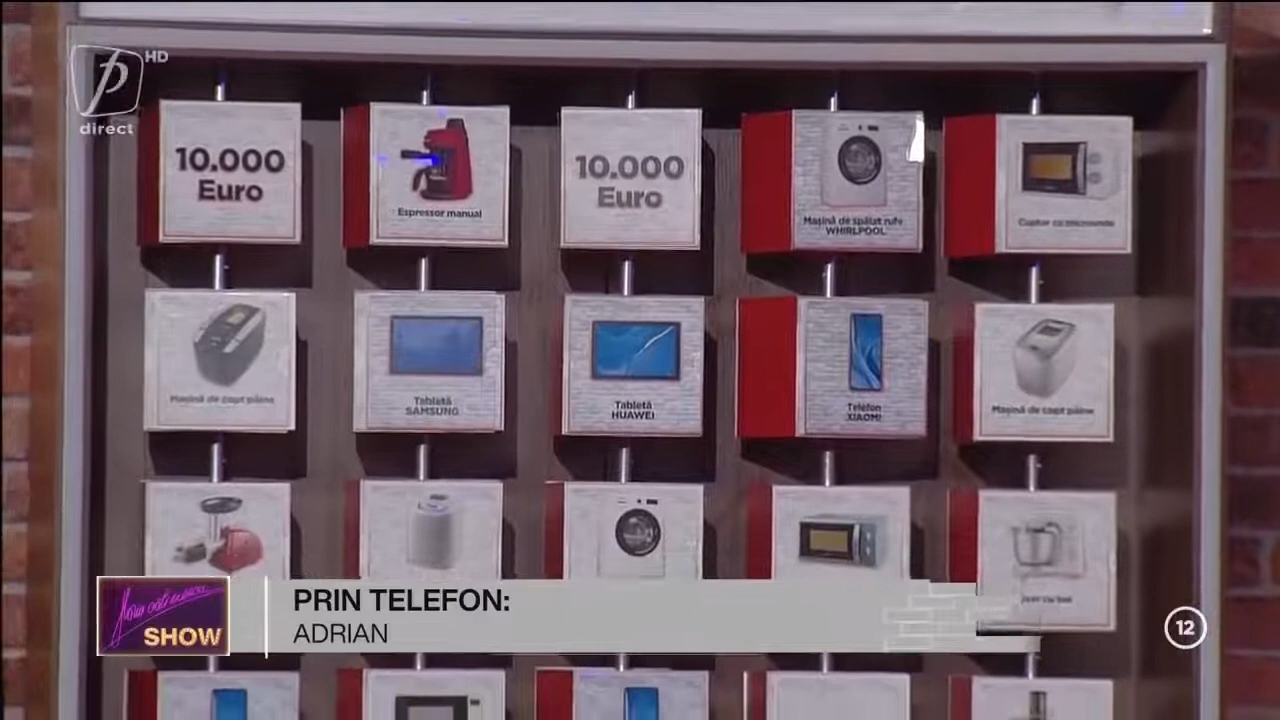 HD
direct
10.000
Euro
Espressor manual
10.000
Euro
Mașină de spălat rufe
WHIRLPOOL
Cuptor cu microunde
Mașină de copt pâine
Tabletă
SAMSUNG
Tabletă
HUAWEI
Telefon
XIAOMI
Mașină de copt pâine
SHOW
PRIN TELEFON:
ADRIAN
12